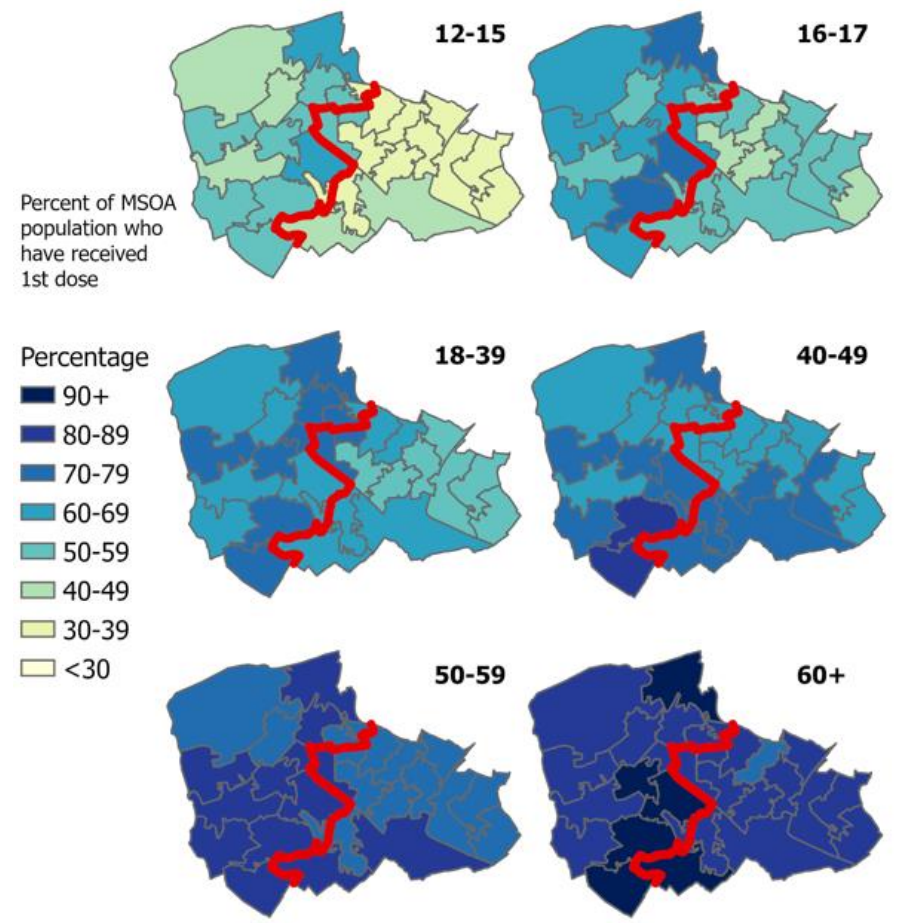 12-15
16-17
Percent of MSOA
population who
have received
1st dose
18-39
40-49
Percentage
90+
80-89
70-79
60-69
50-59
40-49
30-39
<30
50-59
60+